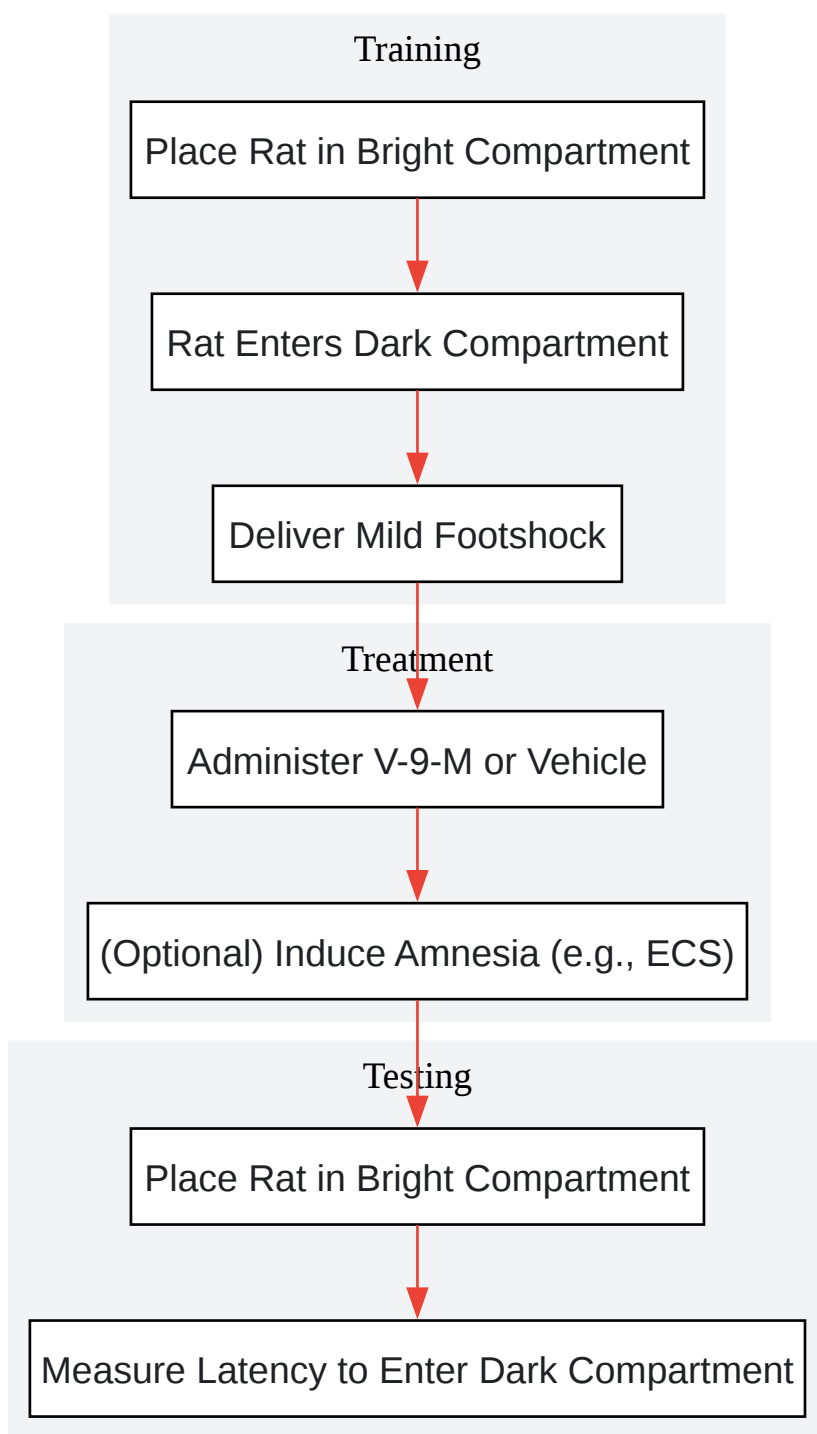 Training
Place Rat in Bright Compartment
Rat Enters Dark Compartment
Deliver Mild Footshock
Treatment
Administer V-9-M or Vehicle
(Optional) Induce Amnesia (e.g., ECS)
Testing
Place Rat in Bright Compartment
Measure Latency to Enter Dark Compartment